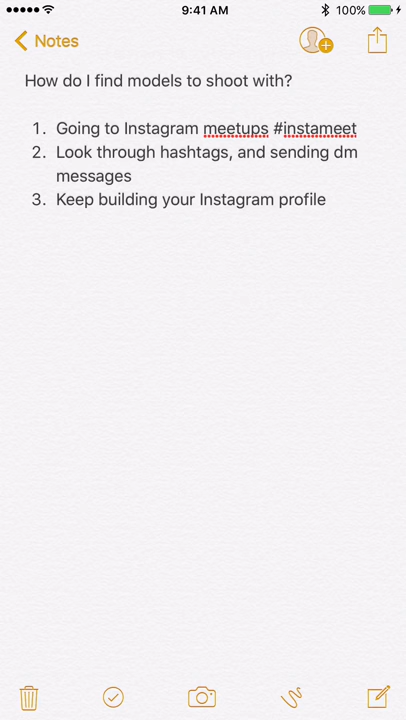 9:41 AM
100%
Notes
How do I find models to shoot with?
1. Going to Instagram meetups #instameet
2. Look through hashtags, and sending dm
messages
3. Keep building your Instagram profile